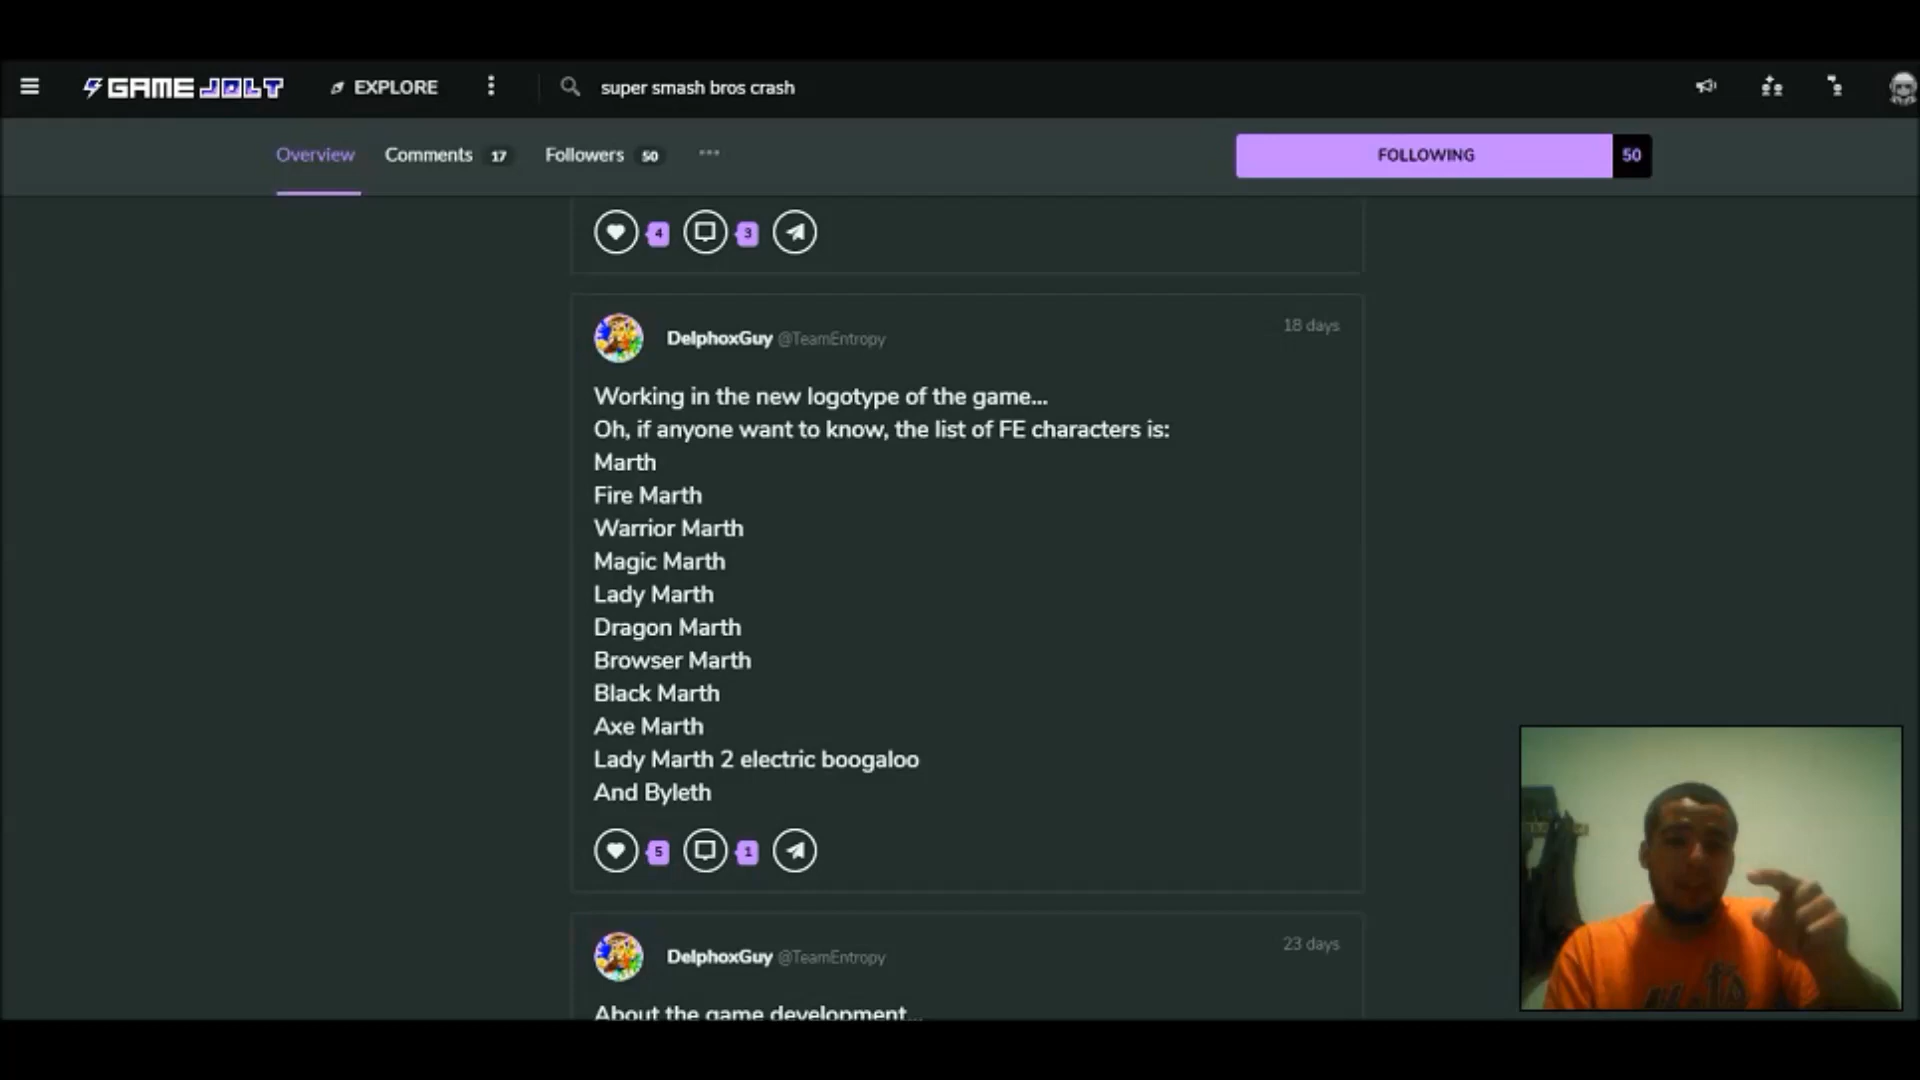 GAME JOLT
EXPLORE
super smash bros crash
Overview
Comments 17
Followers 50
FOLLOWING 50
4
3
DelphoxGuy @TeamEntropy
18 days
Working in the new logotype of the game...
Oh, if anyone want to know, the list of FE characters is:
Marth
Fire Marth
Warrior Marth
Magic Marth
Lady Marth
Dragon Marth
Browser Marth
Black Marth
Axe Marth
Lady Marth 2 electric boogaloo
And Byleth
5
1
DelphoxGuy @TeamEntropy
23 days
About the game development...